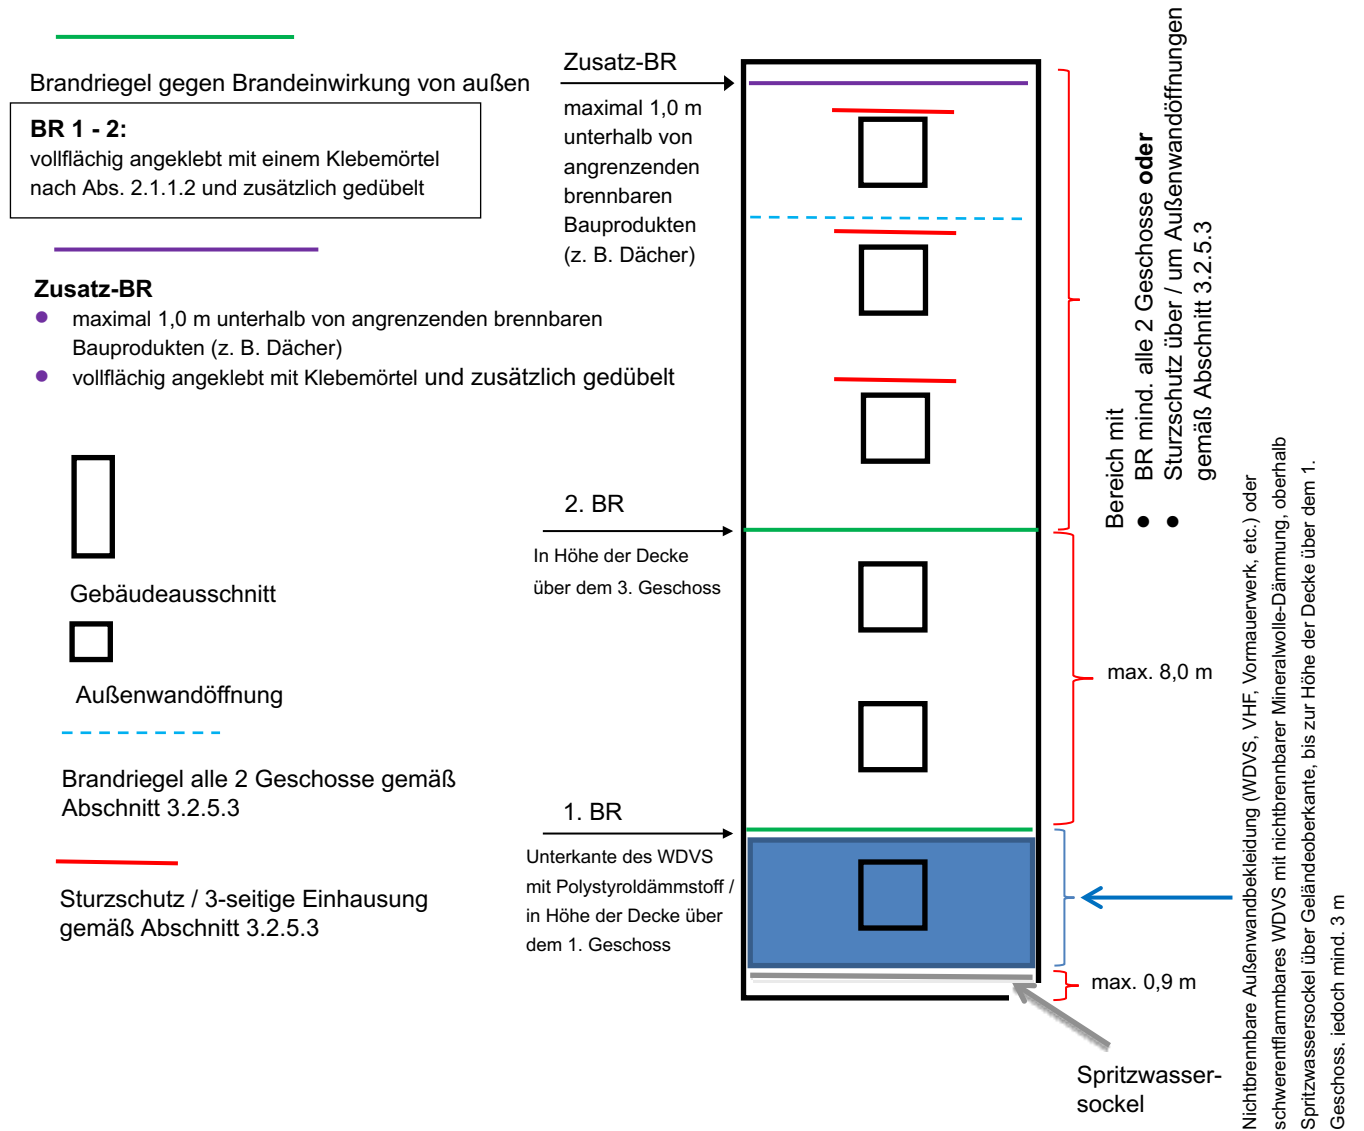 Brandriegel gegen Brandeinwirkung von außen
BR 1 - 2:
vollflächig angeklebt mit einem Klebemörtel
nach Abs. 2.1.1.2 und zusätzlich gedübelt
Zusatz-BR
● maximal 1,0 m unterhalb von angrenzenden brennbaren
Bauprodukten (z. B. Dächer)
● vollflächig angeklebt mit Klebemörtel und zusätzlich gedübelt
Gebäudeausschnitt
Außenwandöffnung
Brandriegel alle 2 Geschosse gemäß
Abschnitt 3.2.5.3
Sturzschutz / 3-seitige Einhausung
gemäß Abschnitt 3.2.5.3
Zusatz-BR
maximal 1,0 m
unterhalb von
angrenzenden
brennbaren
Bauprodukten
(z. B. Dächer)
2. BR
In Höhe der Decke
über dem 3. Geschoss
1. BR
Unterkante des WDVS
mit Polystyroldämmstoff /
in Höhe der Decke über
dem 1. Geschoss
Bereich mit
● BR mind. alle 2 Geschosse oder
● Sturzschutz über / um Außenwandöffnungen
gemäß Abschnitt 3.2.5.3
max. 8,0 m
max. 0,9 m
Spritzwasser-
sockel
Nichtbrennbare Außenwandbekleidung (WDVS, VHF, Vormauerwerk, etc.) oder
schwerentflammbares WDVS mit nichtbrennbarer Mineralwolle-Dämmung, oberhalb
Spritzwassersockel über Geländeoberkante, bis zur Höhe der Decke über dem 1.
Geschoss, jedoch mind. 3 m